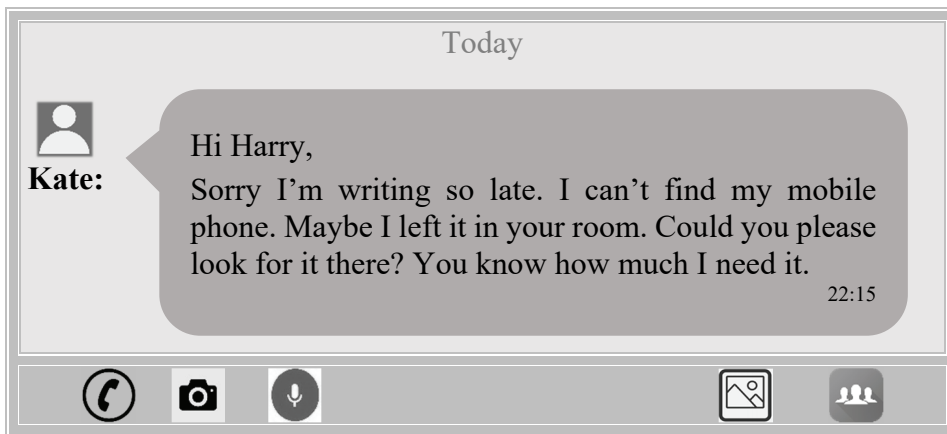 Today
Kate:
Hi Harry,
Sorry I’m writing so late. I can’t find my mobile
phone. Maybe I left it in your room. Could you please
look for it there? You know how much I need it.
22:15